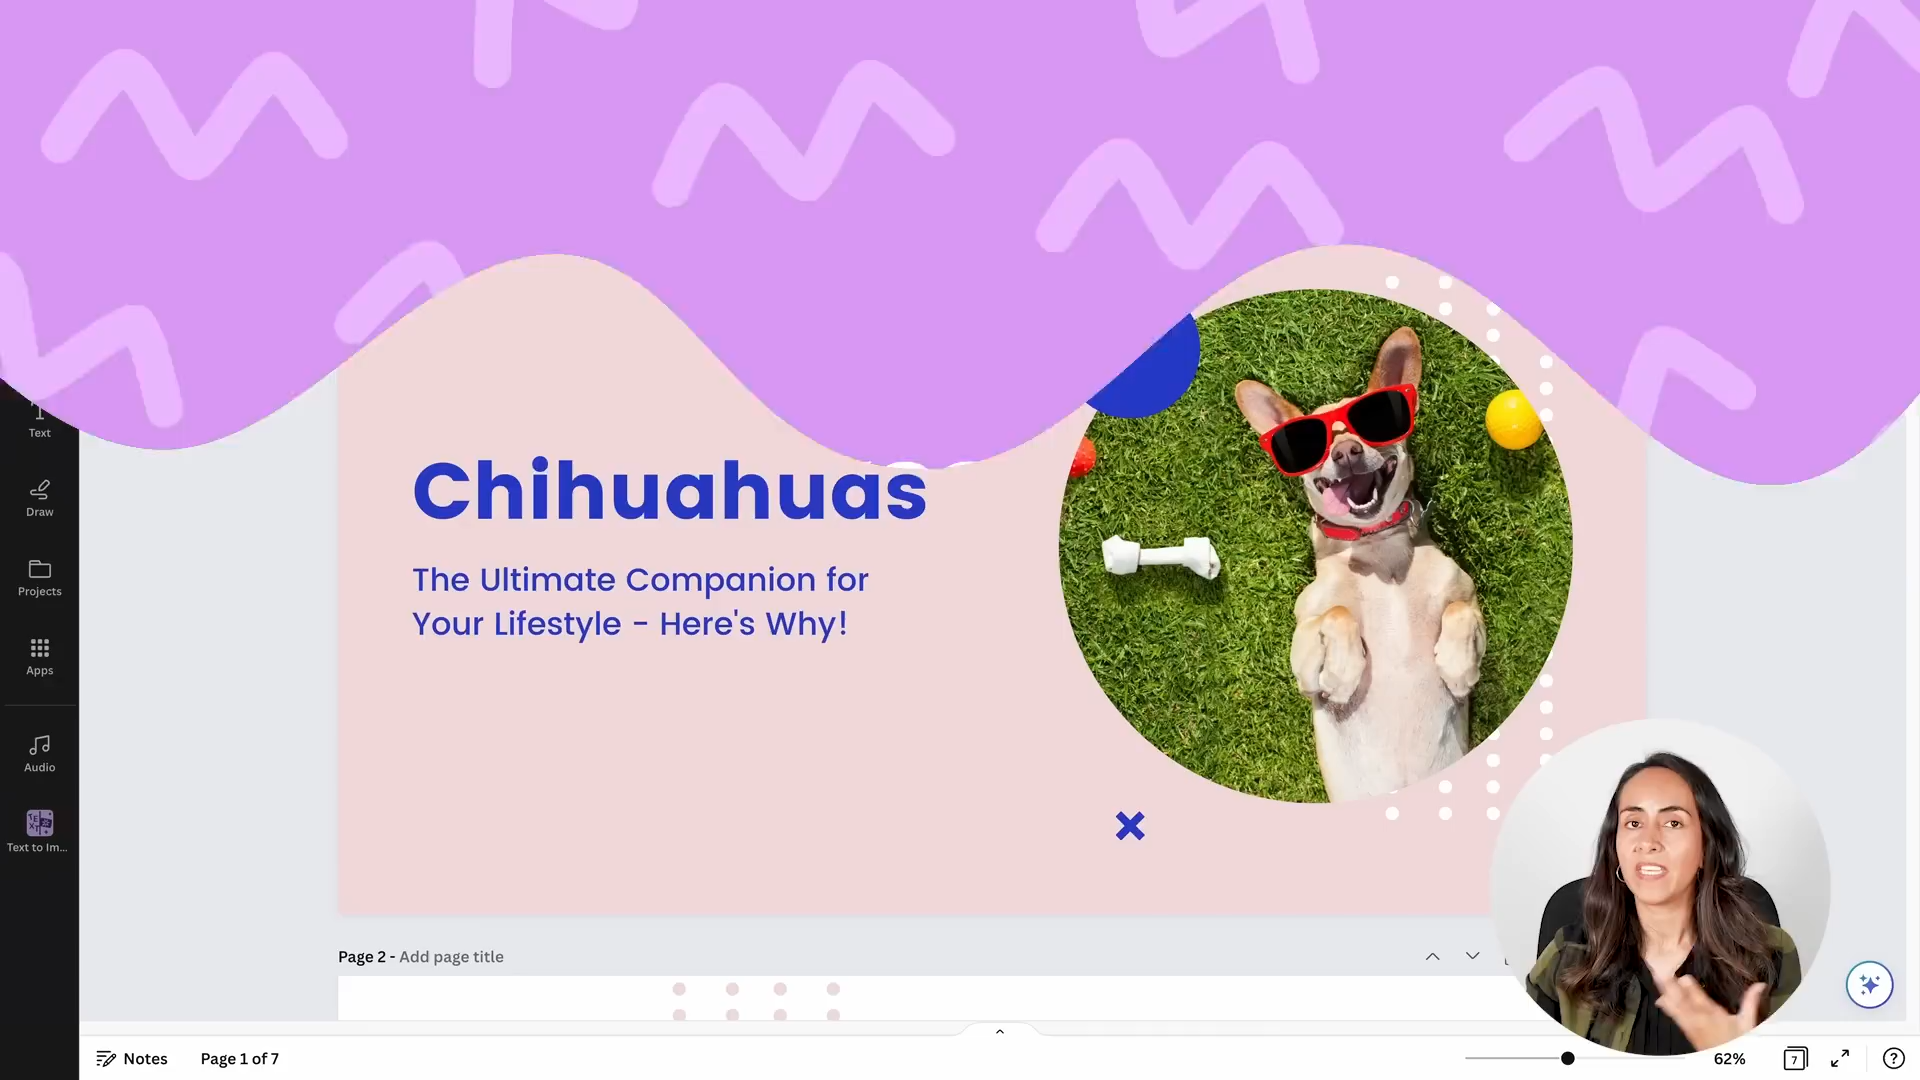 Text
Draw
Projects
Apps
Audio
Text to Im...
Chihuahuas
The Ultimate Companion for
Your Lifestyle - Here's Why!
Page 2 - Add page title
Notes
Page 1 of 7
62%
7